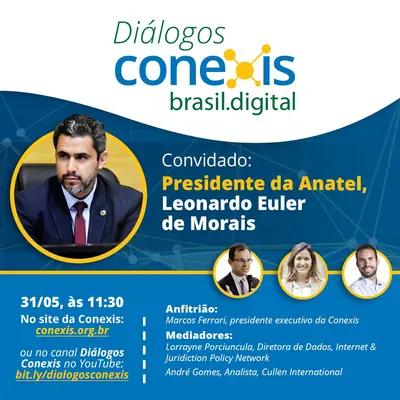 Diálogos
conexis
brasil.digital
Convidado:
Presidente da Anatel,
Leonardo Euler
de Morais
31/05, às 11:30
No site da Conexis:
conexis.org.br
ou no canal Diálogos
Conexis no YouTube:
bit.ly/dialogosconexis
Anfitrião:
Marcos Ferrari, presidente executivo da Conexis
Mediadores:
Lorrayne Porciuncula, Diretora de Dados, Internet &
Juridiction Policy Network
André Gomes, Analista, Cullen International